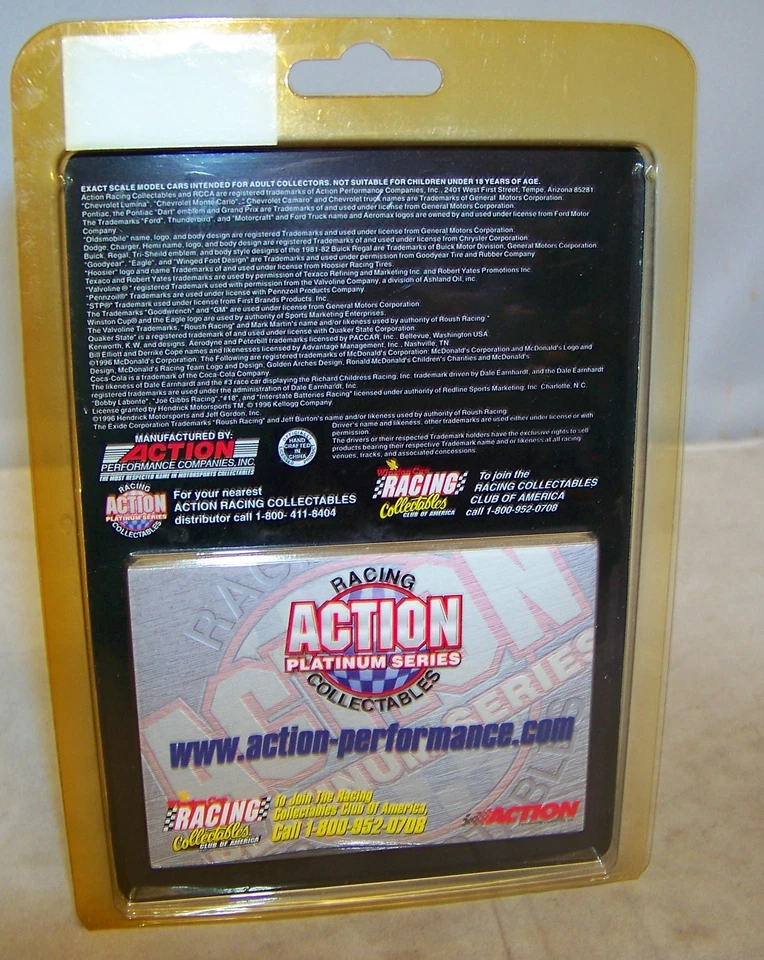 EXACT SCALE MODEL CARS INTENDED FOR ADULT COLLECTORS. NOT SUITABLE FOR CHILDREN UNDER 18 YEARS OF AGE.
Action Racing Collectables and RCCA are registered trademarks of Action Performance Companies, Inc., 2401 West First Street, Tempe, Arizona 85281
"Chevrolet Lumina", "Chevrolet Monte Carlo", "Chevrolet Camaro and Chevrolet truck names are Trademarks of General Motors Corporation.
Pontiac, the Pontiac "Dart" emblem and Grand Prix are Trademarks of and used under license from General Motors Corporation.
The Trademarks "Ford", Thunderbird", and "Motorcraft" and Ford Truck name and Aeromax logos are owned by and used under license from Ford Motor
Company
"Oldsmobile" name, logo, and body design are registered Trademarks used under license from General Motors Corporation.
Dodge, Charger, Hemi name, logo, and body design are registered Trademarks of and used under license from Chrysler Corporation.
Buick, Regal, Tri-Sheild emblem, and body style designs of the 1981-82 Buick Regal are Trademarks of Buick Motor Division, General Motors Corporation.
"Goodyear", "Eagle", and "Winged Foot Design" are Trademarks of and used under permission from Goodyear Tire and Rubber Company
"Hoosier" logo and name Trademarks of and used under license from Hoosier Racing Tires.
Texaco and Robert Yates trademarks are used by permission of Texaco Refining and Marketing Inc. and Robert Yates Promotions Inc.
"Valvoline ®" registered Trademark used with permission from the Valvoline Company, a division of Ashland Oil, inc.
"Pennzoil® Trademarks are used under license with Pennzoil Products Company
"STP® Trademark used under license from First Brands Products, Inc.
The Trademarks "Goodwrench" and "GM" are used under license from General Motors Corporation.
Winston Cup® and the Eagle logo are used by authority of Sports Marketing Enterprises.
The Valvoline Trademarks, "Roush Racing" and Mark Martin's name and/or likeness used by authority of Roush Racing."
Quaker State® is a registered trademark of and used under license with Quaker State Corporation.
Kenworth, K.W. and designs, Aerodyne and Peterbilt trademarks licensed by PACCAR, Inc., Bellevue, Washington USA.
Bill Elliott and Derrike Cope names and likenesses licensed by Advantage Management, Inc., Nashville, TN.
©1996 McDonald's Corporation. The Following are registered trademarks of McDonald's Corporation: McDonald's Corporation and McDonald's Logo and
Design, McDonald's Racing Team Logo and Design, Golden Arches Design, Ronald McDonald's Children's Charities and McDonald's.
Coca-Cola is a trademark of the Coca-Cola Company.
The likeness of Dale Earnhardt and the #3 race car displaying the Richard Childress Racing, Inc. trademark driven by Dale Earnhardt, and the Dale Earnhardt
registered trademarks are used under the administration of Dale Earnhardt, Inc.
"Bobby Labonte", "Joe Gibbs Racing", "#18", and "Interstate Batteries Racing" licensed under authority of Redline Sports Marketing, Inc. Charlotte, N.C.
License granted by Hendrick Motorsports TM, © 1996 Kellogg Company.
©1996 Hendrick Motorsports and Jeff Gordon, Inc.
The Exide Corporation Trademarks "Roush Racing" and Jeff Burton's name and/or likeness used by authority of Roush Racing
Driver's name and likeness, other trademarks are used either under license or with
permission.
The drivers or their respected Trademark holders have the exclusive rights to sell
products bearing their respective Trademark name and or likeness at all racing
venues, tracks, and associated concessions.
MANUFACTURED BY:
ACTION
PERFORMANCE COMPANIES, INC.
THE MOST RESPECTED NAME IN MOTORSPORTS COLLECTABLES
HAND
CRAFTED
IN
CHINA
RACING
ACTION
PLATINUM SERIES
COLLECTABLES
For your nearest
ACTION RACING COLLECTABLES
distributor call 1-800- 411-8404
Winston Cup
RACING
Collectables
CLUB OF AMERICA
To join the
RACING COLLECTABLES
CLUB OF AMERICA
call 1-800-952-0708
RACING
ACTION
PLATINUM SERIES
COLLECTABLES
www.action-performance.com
RACING
Collectables
CLUB OF AMERICA
To Join The Racing
Collectables Club Of America,
Call 1-800-952-0708
ACTION